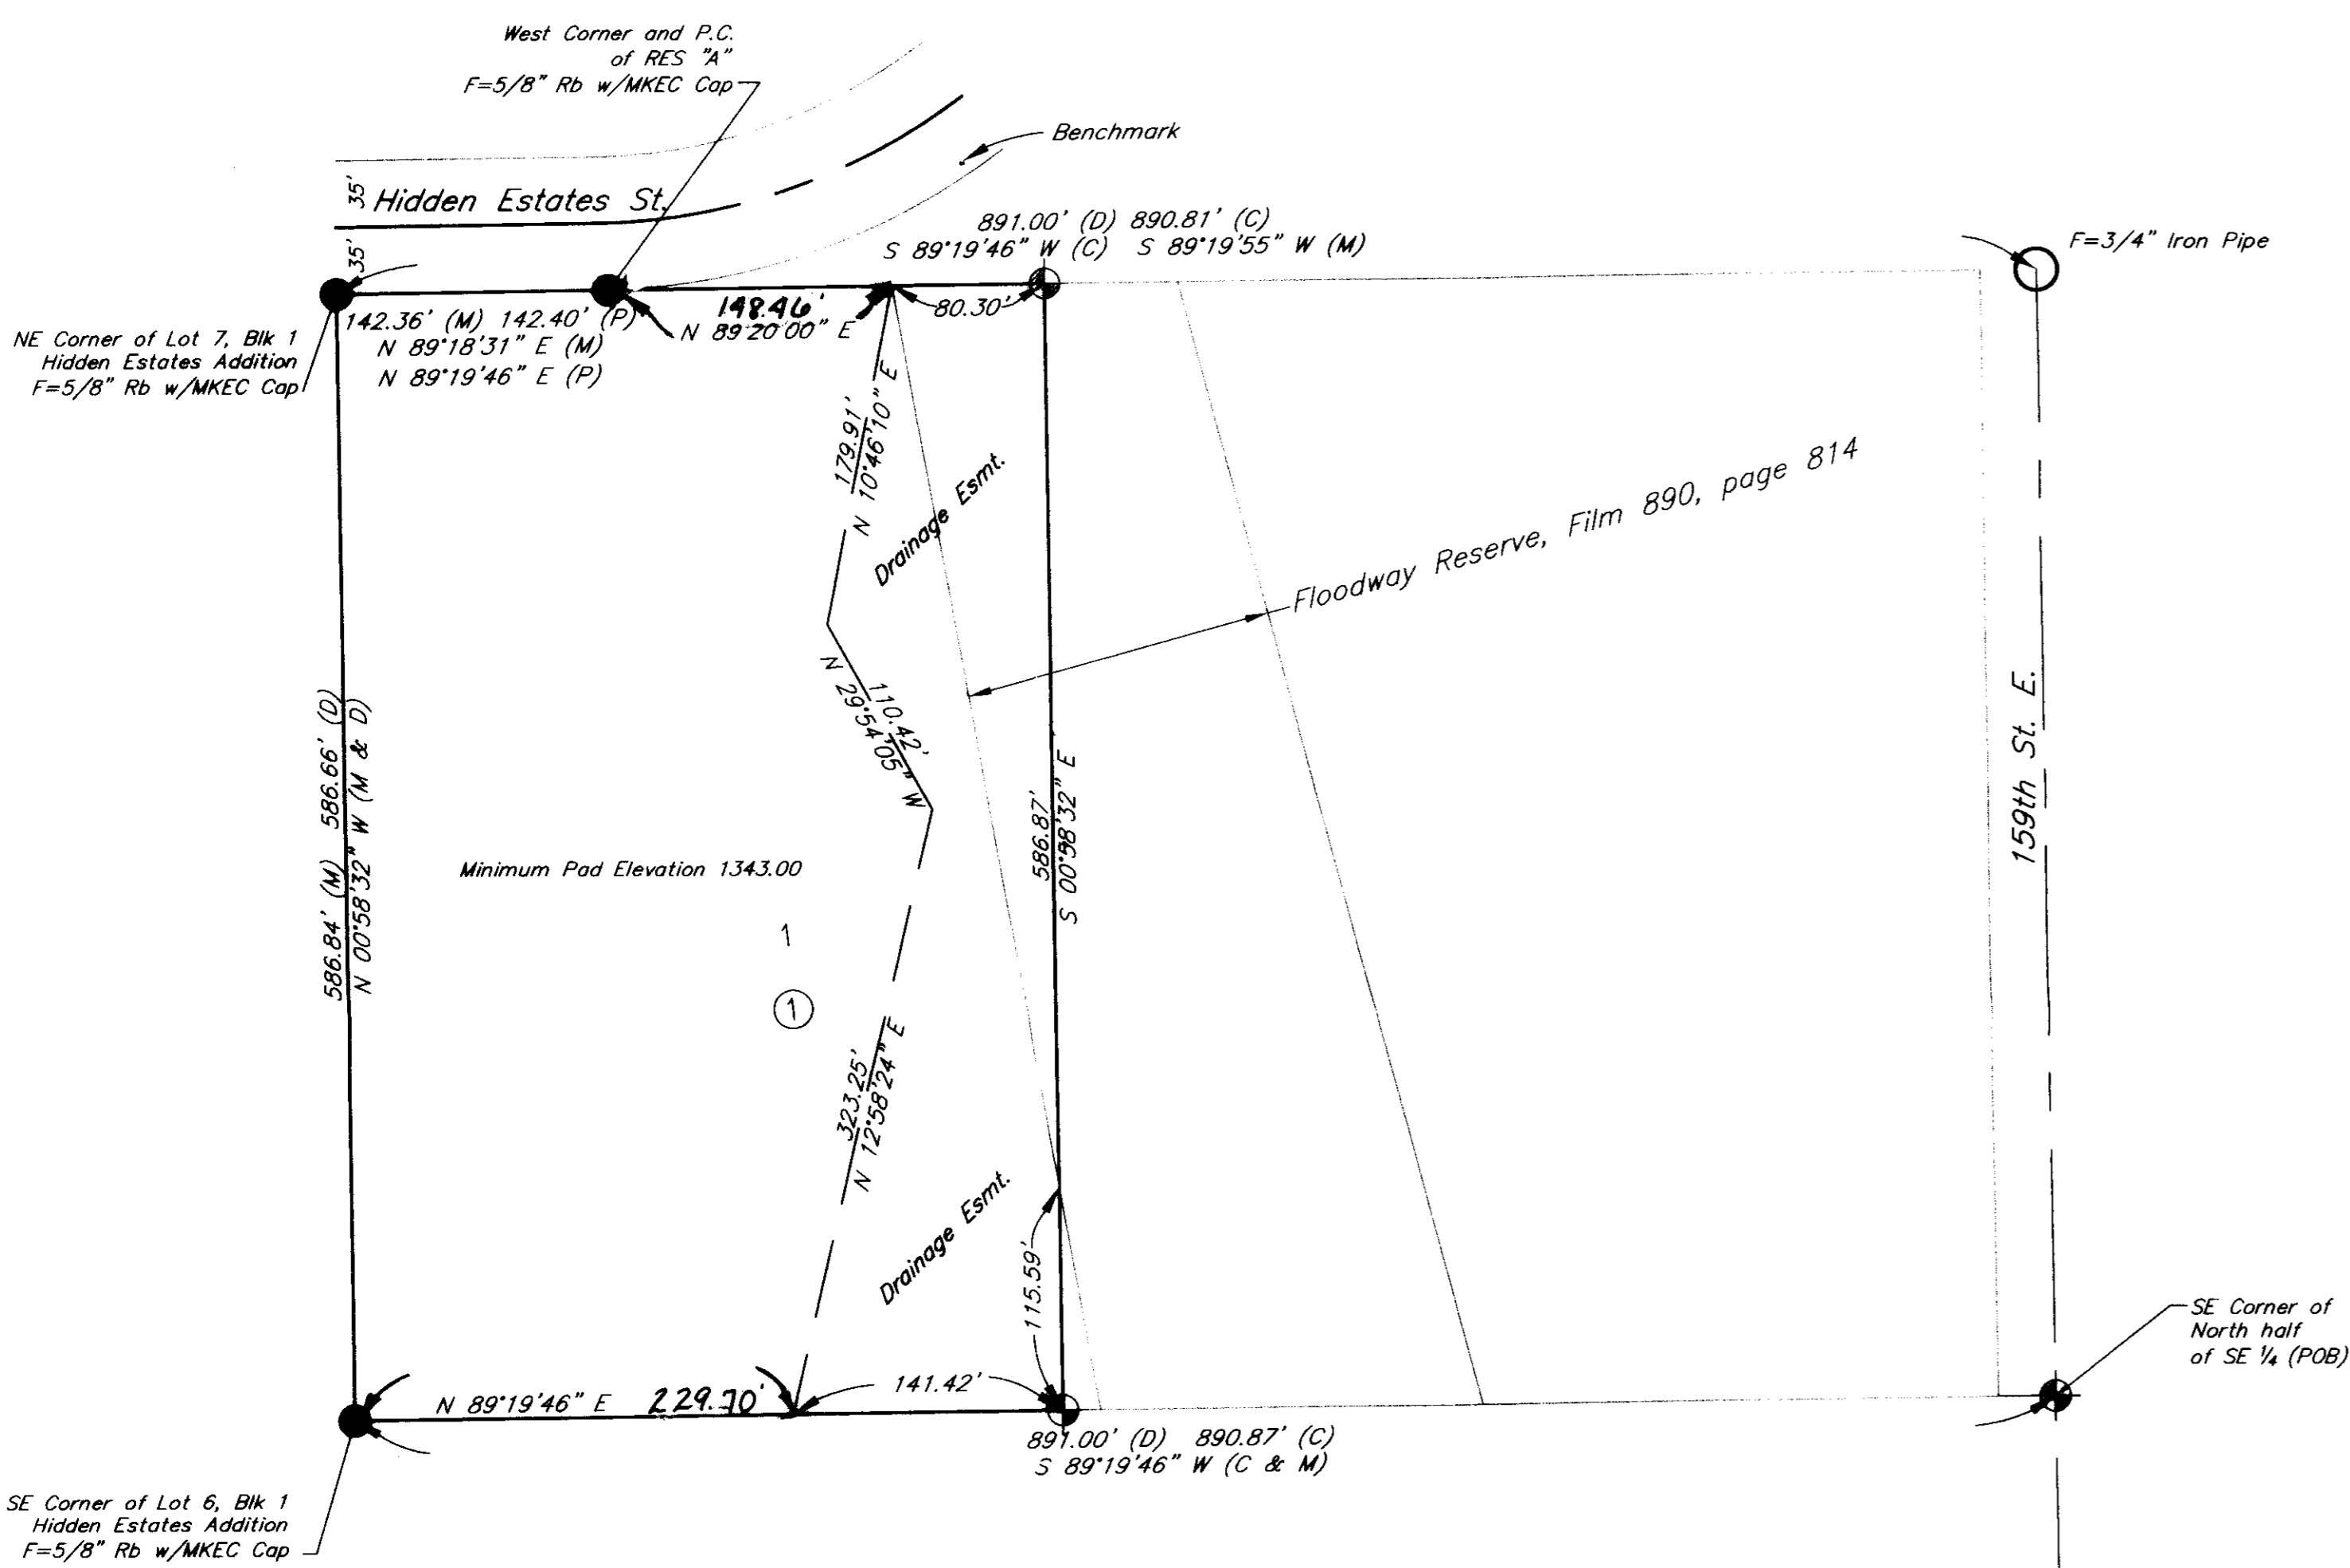 West Corner and P.C.
of RES "A"
F=5/8" Rb w/MKEC Cap
Benchmark
35'
Hidden Estates St.
35'
891.00' (D) 890.81' (C)
S 89°19'46" W (C) S 89°19'55" W (M)
F=3/4" Iron Pipe
NE Corner of Lot 7, Blk 1
Hidden Estates Addition
F=5/8" Rb w/MKEC Cap
142.36' (M) 142.40' (P)
N 89°18'31" E (M)
N 89°19'46" E (P)
148.46'
N 89°20'00" E
80.30'
179.91'
N 10°46'10" E
Drainage Esmt.
Floodway Reserve, Film 890, page 814
110.42'
N 29°54'05" W
586.84' (M) 586.66' (D)
N 00°58'32" W (M & D)
586.87'
S 00°58'32" E
159th St. E.
Minimum Pad Elevation 1343.00
1
1
323.25'
N 12°58'24" E
Drainage Esmt.
115.59'
N 89°19'46" E 229.70'
141.42'
891.00' (D) 890.87' (C)
S 89°19'46" W (C & M)
SE Corner of
North half
of SE ¼ (POB)
SE Corner of Lot 6, Blk 1
Hidden Estates Addition
F=5/8" Rb w/MKEC Cap